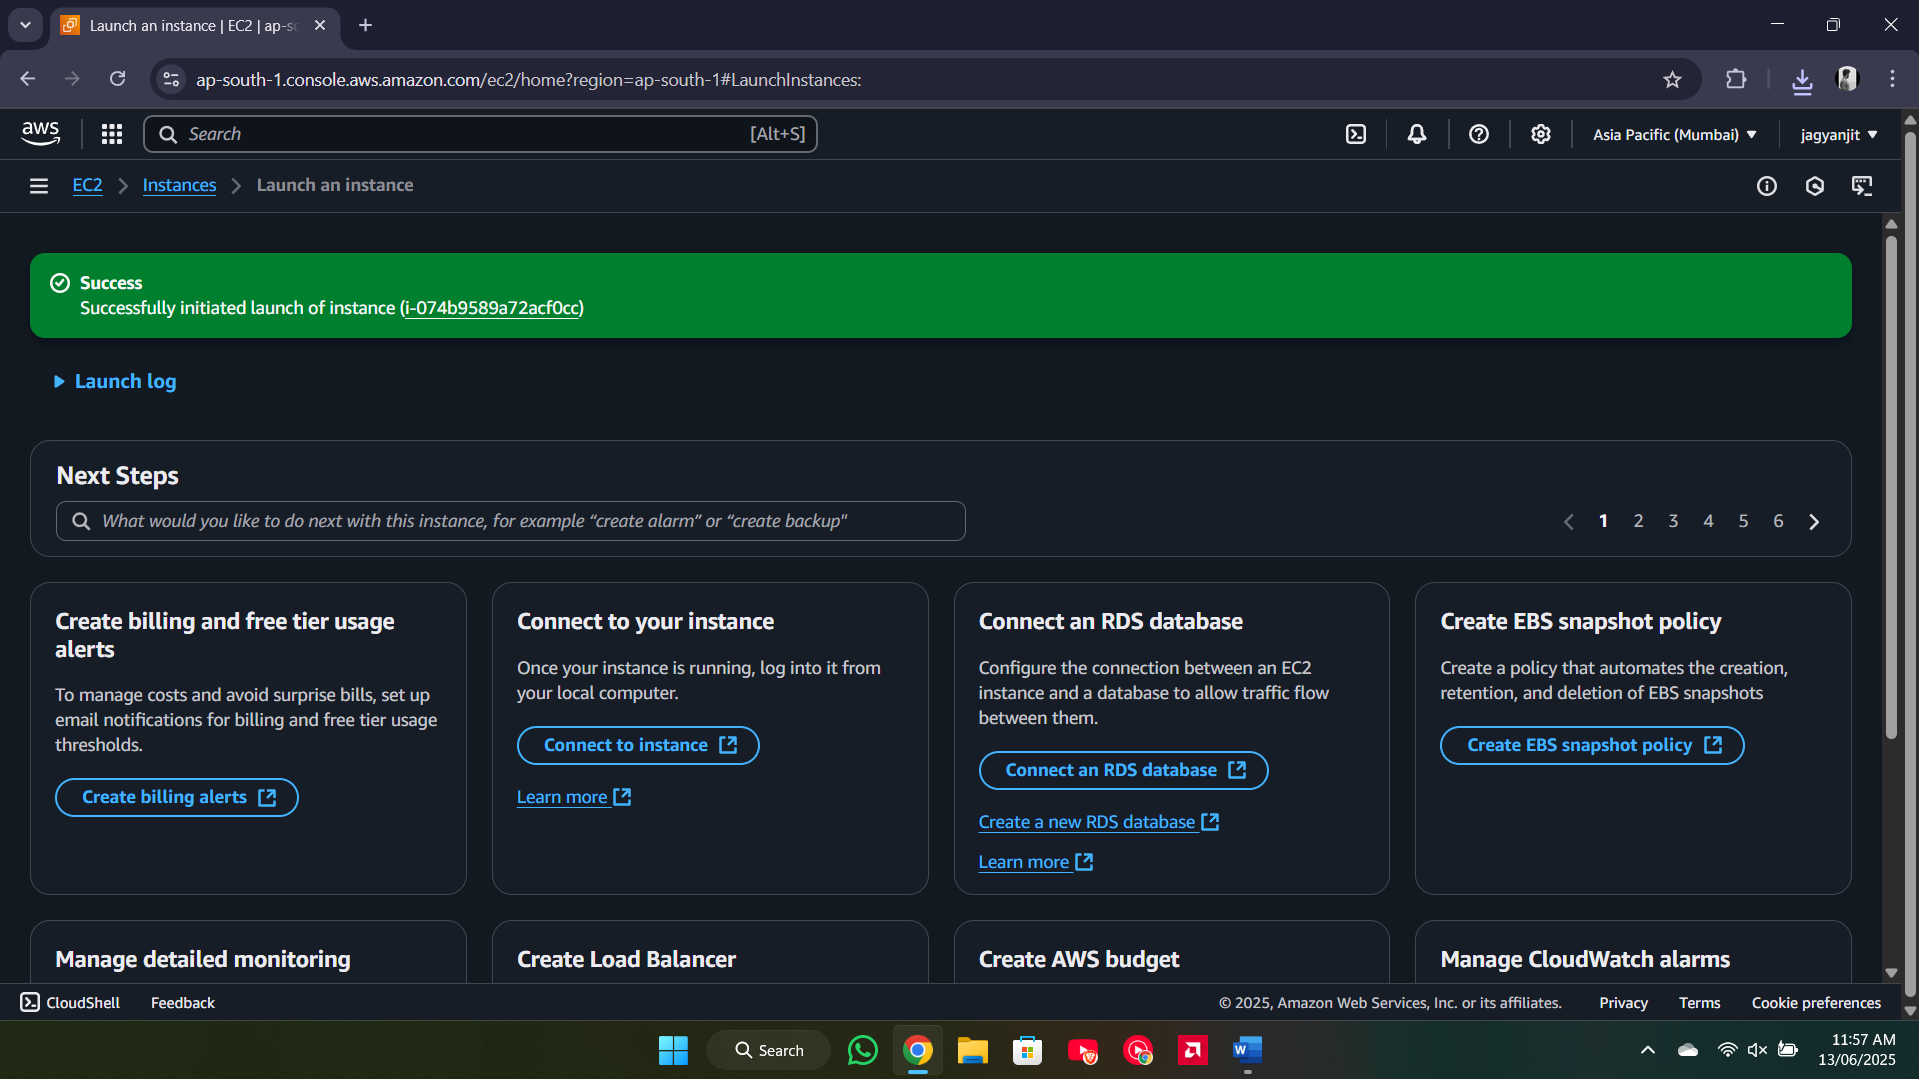 Launch an instance | EC2 | ap-sc
ap-south-1.console.aws.amazon.com/ec2/home?region=ap-south-1#LaunchInstances:
aws
Search [Alt+S]
Asia Pacific (Mumbai)
jagyanjit
EC2 > Instances > Launch an instance
Success
Successfully initiated launch of instance (i-074b9589a72acf0cc)
Launch log
Next Steps
What would you like to do next with this instance, for example “create alarm” or “create backup"
1 2 3 4 5 6
Create billing and free tier usage
alerts
To manage costs and avoid surprise bills, set up
email notifications for billing and free tier usage
thresholds.
Create billing alerts
Connect to your instance
Once your instance is running, log into it from
your local computer.
Connect to instance
Learn more
Connect an RDS database
Configure the connection between an EC2
instance and a database to allow traffic flow
between them.
Connect an RDS database
Create a new RDS database
Learn more
Create EBS snapshot policy
Create a policy that automates the creation,
retention, and deletion of EBS snapshots
Create EBS snapshot policy
Manage detailed monitoring
Create Load Balancer
Create AWS budget
Manage CloudWatch alarms
CloudShell
Feedback
© 2025, Amazon Web Services, Inc. or its affiliates.
Privacy
Terms
Cookie preferences
Search
11:57 AM
13/06/2025